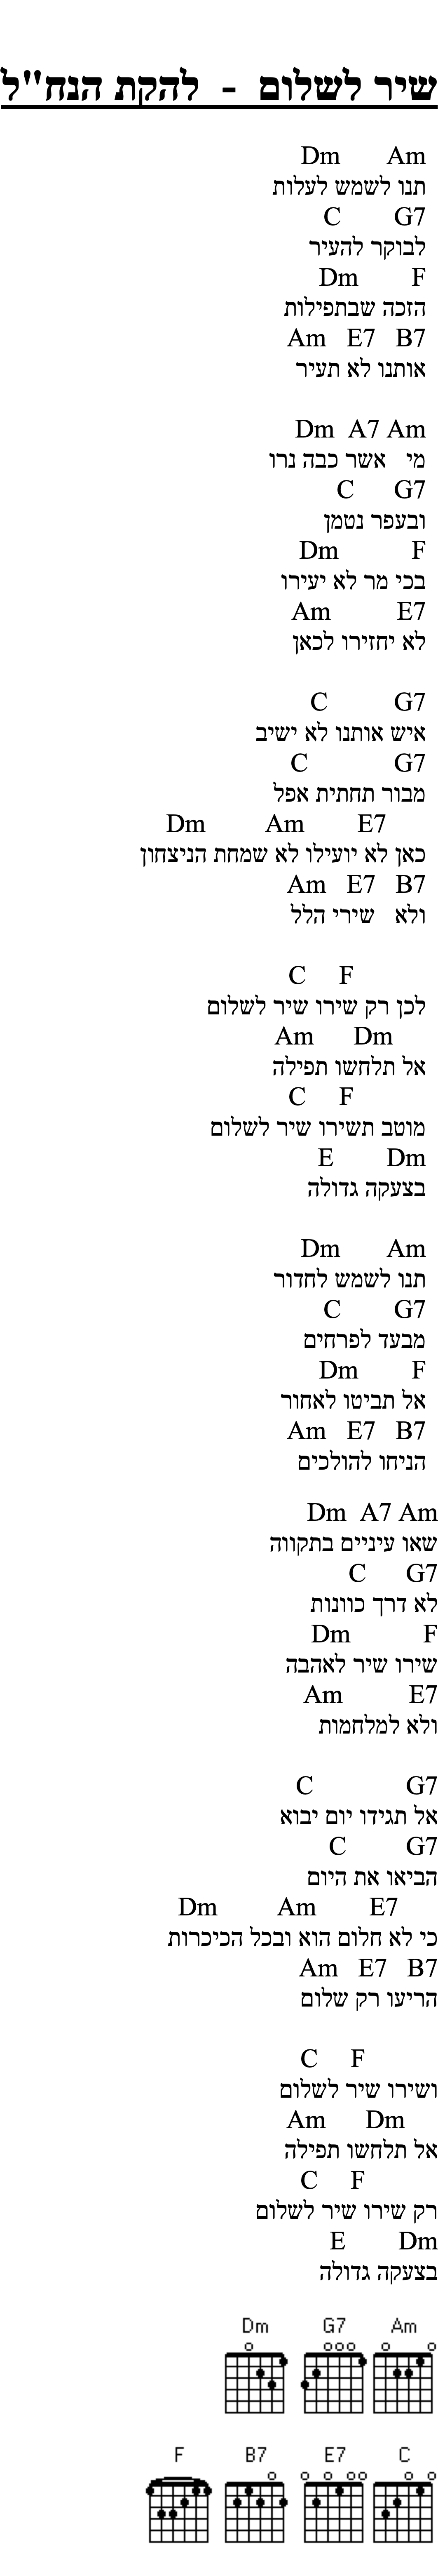 שיר לשלום - להקת הנח"ל
Dm Am
תנו לשמש לעלות
C G7
לבוקר להעיר
Dm F
הזכה שבתפילות
Am E7 B7
אותנו לא תעיר
Dm A7 Am
מי אשר כבה נרו
C G7
ובעפר נטמן
Dm F
בכי מר לא יעירו
Am E7
לא יחזירו לכאן
C G7
איש אותנו לא ישיב
C G7
מבור תחתית אפל
Dm Am E7
כאן לא יועילו לא שמחת הניצחון
Am E7 B7
ולא שירי הלל
C F
לכן רק שירו שיר לשלום
Am Dm
אל תלחשו תפילה
C F
מוטב תשירו שיר לשלום
E Dm
בצעקה גדולה
Dm Am
תנו לשמש לחדור
C G7
מבעד לפרחים
Dm F
אל תביטו לאחור
Am E7 B7
הניחו להולכים
Dm A7 Am
שאו עיניים בתקווה
C G7
לא דרך כוונות
Dm F
שירו שיר לאהבה
Am E7
ולא למלחמות
C G7
אל תגידו יום יבוא
C G7
הביאו את היום
Dm Am E7
כי לא חלום הוא ובכל הכיכרות
Am E7 B7
הריעו רק שלום
C F
ושירו שיר לשלום
Am Dm
אל תלחשו תפילה
C F
רק שירו שיר לשלום
E Dm
בצעקה גדולה
Dm G7 Am
F B7 E7 C